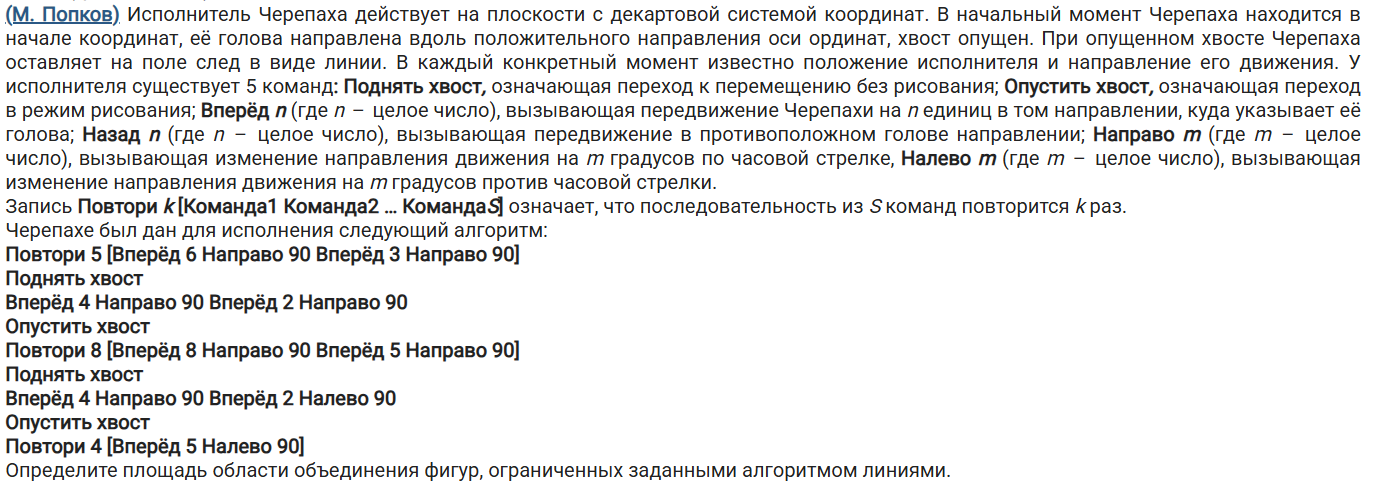 (М. Попков) Исполнитель Черепаха действует на плоскости с декартовой системой координат. В начальный момент Черепаха находится в
начале координат, её голова направлена вдоль положительного направления оси ординат, хвост опущен. При опущенном хвосте Черепаха
оставляет на поле след в виде линии. В каждый конкретный момент известно положение исполнителя и направление его движения. У
исполнителя существует 5 команд: Поднять хвост, означающая переход к перемещению без рисования; Опустить хвост, означающая переход
в режим рисования; Вперёд n (где n – целое число), вызывающая передвижение Черепахи на n единиц в том направлении, куда указывает её
голова; Назад n (где n – целое число), вызывающая передвижение в противоположном голове направлении; Направо m (где m – целое
число), вызывающая изменение направления движения на m градусов по часовой стрелке, Налево m (где m – целое число), вызывающая
изменение направления движения на m градусов против часовой стрелки.
Запись Повтори k [Команда1 Команда2 … КомандаS] означает, что последовательность из S команд повторится k раз.
Черепахе был дан для исполнения следующий алгоритм:
Повтори 5 [Вперёд 6 Направо 90 Вперёд 3 Направо 90]
Поднять хвост
Вперёд 4 Направо 90 Вперёд 2 Направо 90
Опустить хвост
Повтори 8 [Вперёд 8 Направо 90 Вперёд 5 Направо 90]
Поднять хвост
Вперёд 4 Направо 90 Вперёд 2 Налево 90
Опустить хвост
Повтори 4 [Вперёд 5 Налево 90]
Определите площадь области объединения фигур, ограниченных заданными алгоритмом линиями.